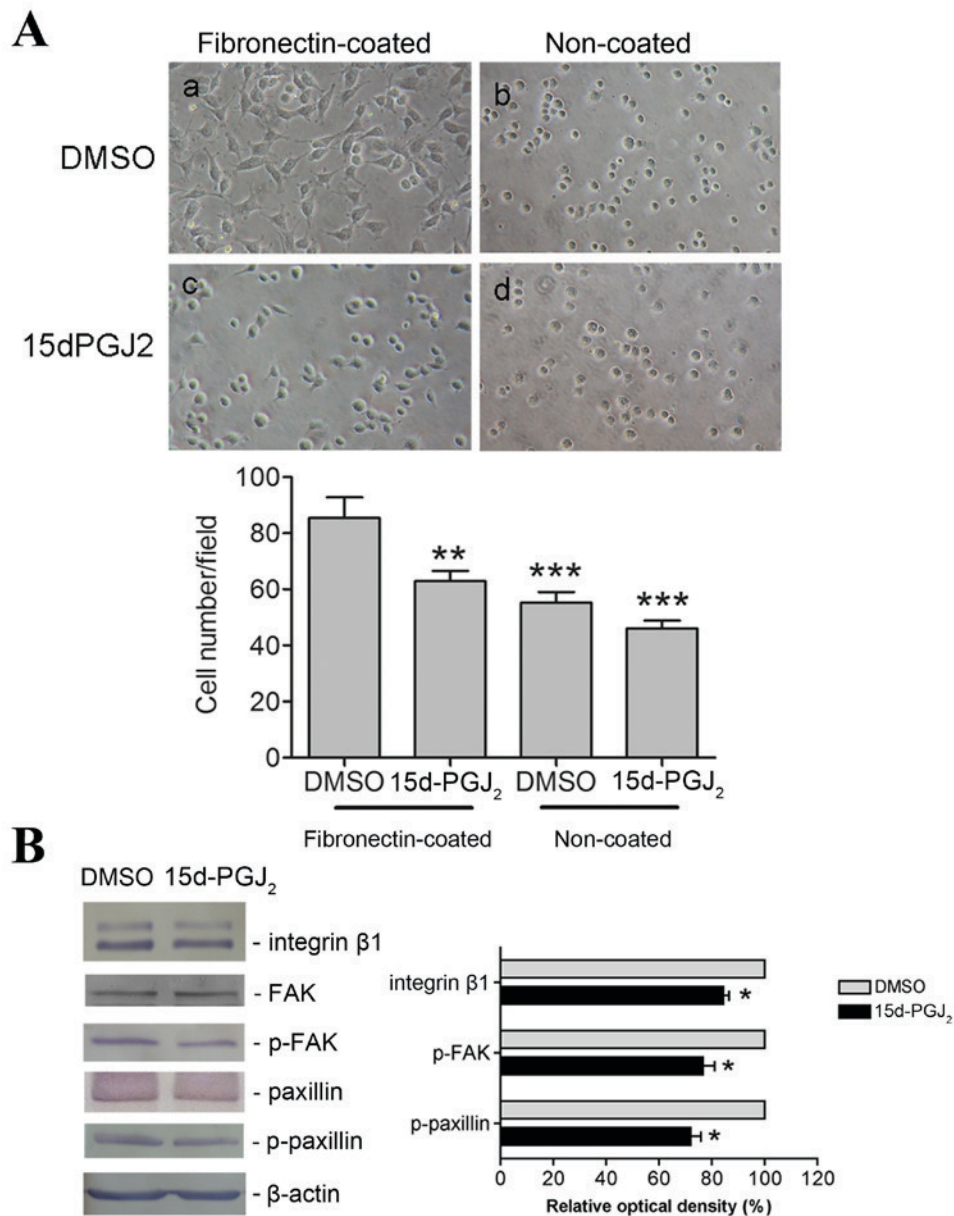 A
Fibronectin-coated Non-coated
DMSO
a b
15dPGJ2
c d
Cell number/field
100
80
60
40
20
0
** *** ***
DMSO 15d-PGJ₂ DMSO 15d-PGJ₂
Fibronectin-coated Non-coated
B
DMSO 15d-PGJ₂
- integrin β1
- FAK
- p-FAK
- paxillin
- p-paxillin
- β-actin
integrin β1 *
p-FAK *
p-paxillin *
0 20 40 60 80 100 120
Relative optical density (%)
DMSO
15d-PGJ₂